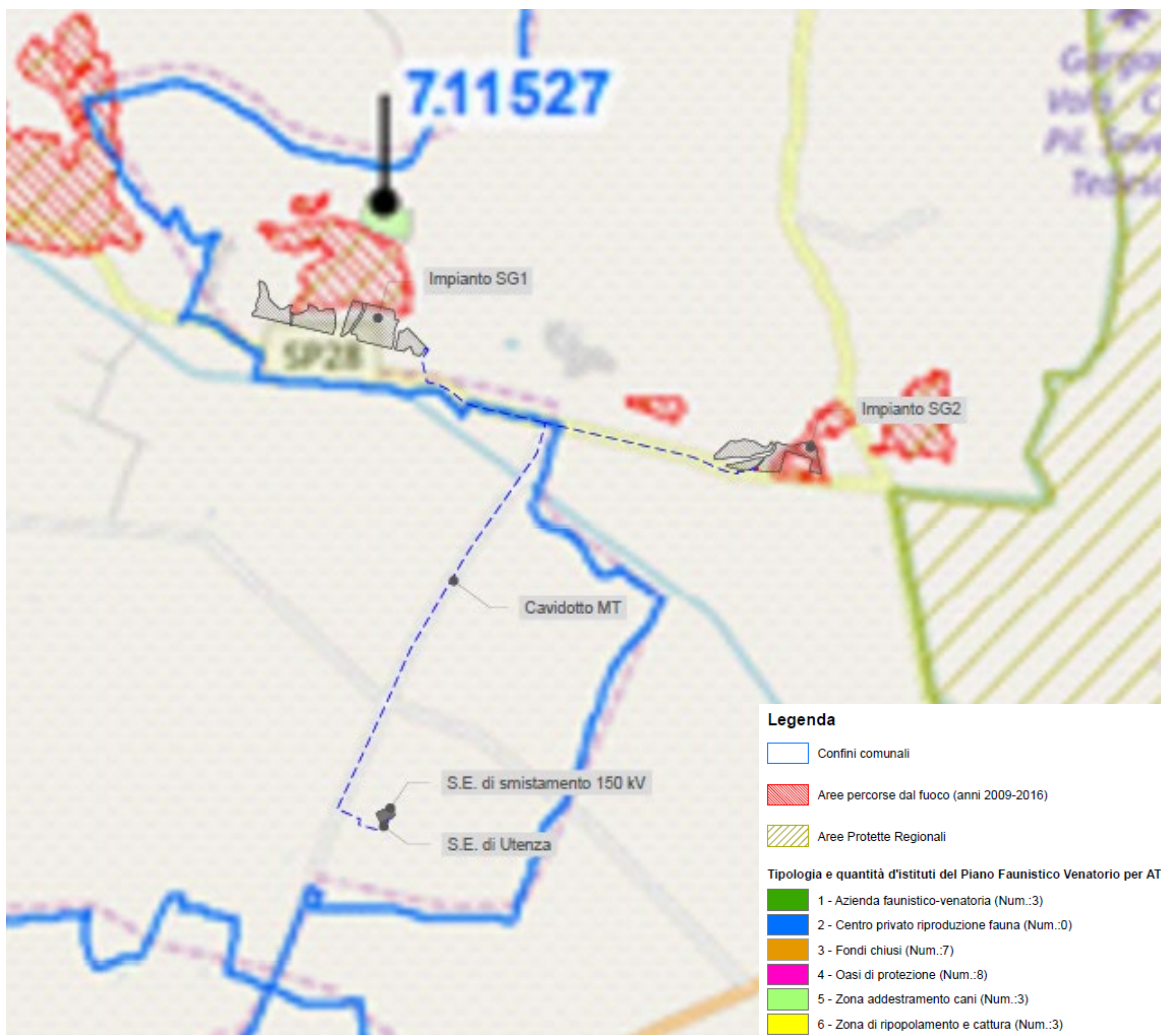 7.11527
Impianto SG1
SP28
Impianto SG2
Cavidotto MT
S.E. di smistamento 150 kV
S.E. di Utenza
Legenda
Confini comunali
Aree percorse dal fuoco (anni 2009-2016)
Aree Protette Regionali
Tipologia e quantità d'istituti del Piano Faunistico Venatorio per AT
1 - Azienda faunistico-venatoria (Num.:3)
2 - Centro privato riproduzione fauna (Num.:0)
3 - Fondi chiusi (Num.:7)
4 - Oasi di protezione (Num.:8)
5 - Zona addestramento cani (Num.:3)
6 - Zona di ripopolamento e cattura (Num.:3)